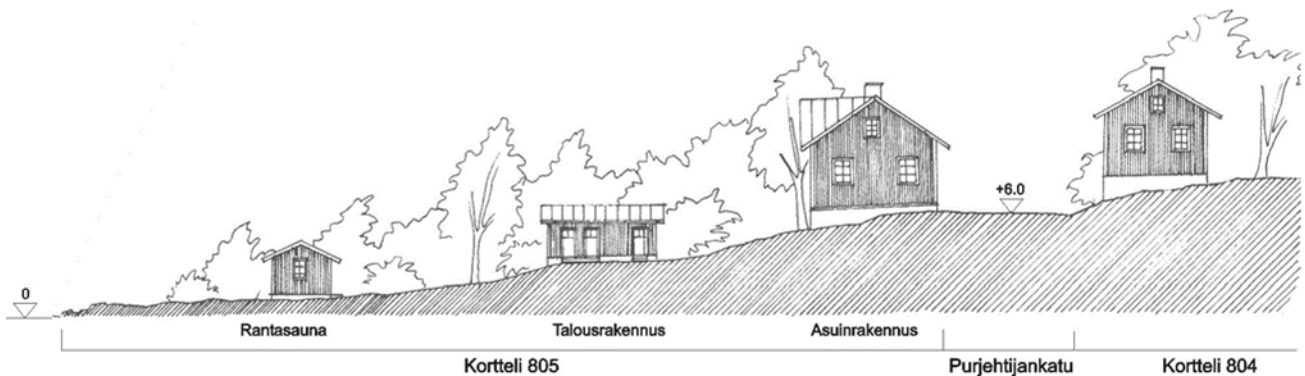 +6.0
0
Rantasauna Talousrakennus Asuinrakennus
Kortteli 805 Purjehtijankatu Kortteli 804